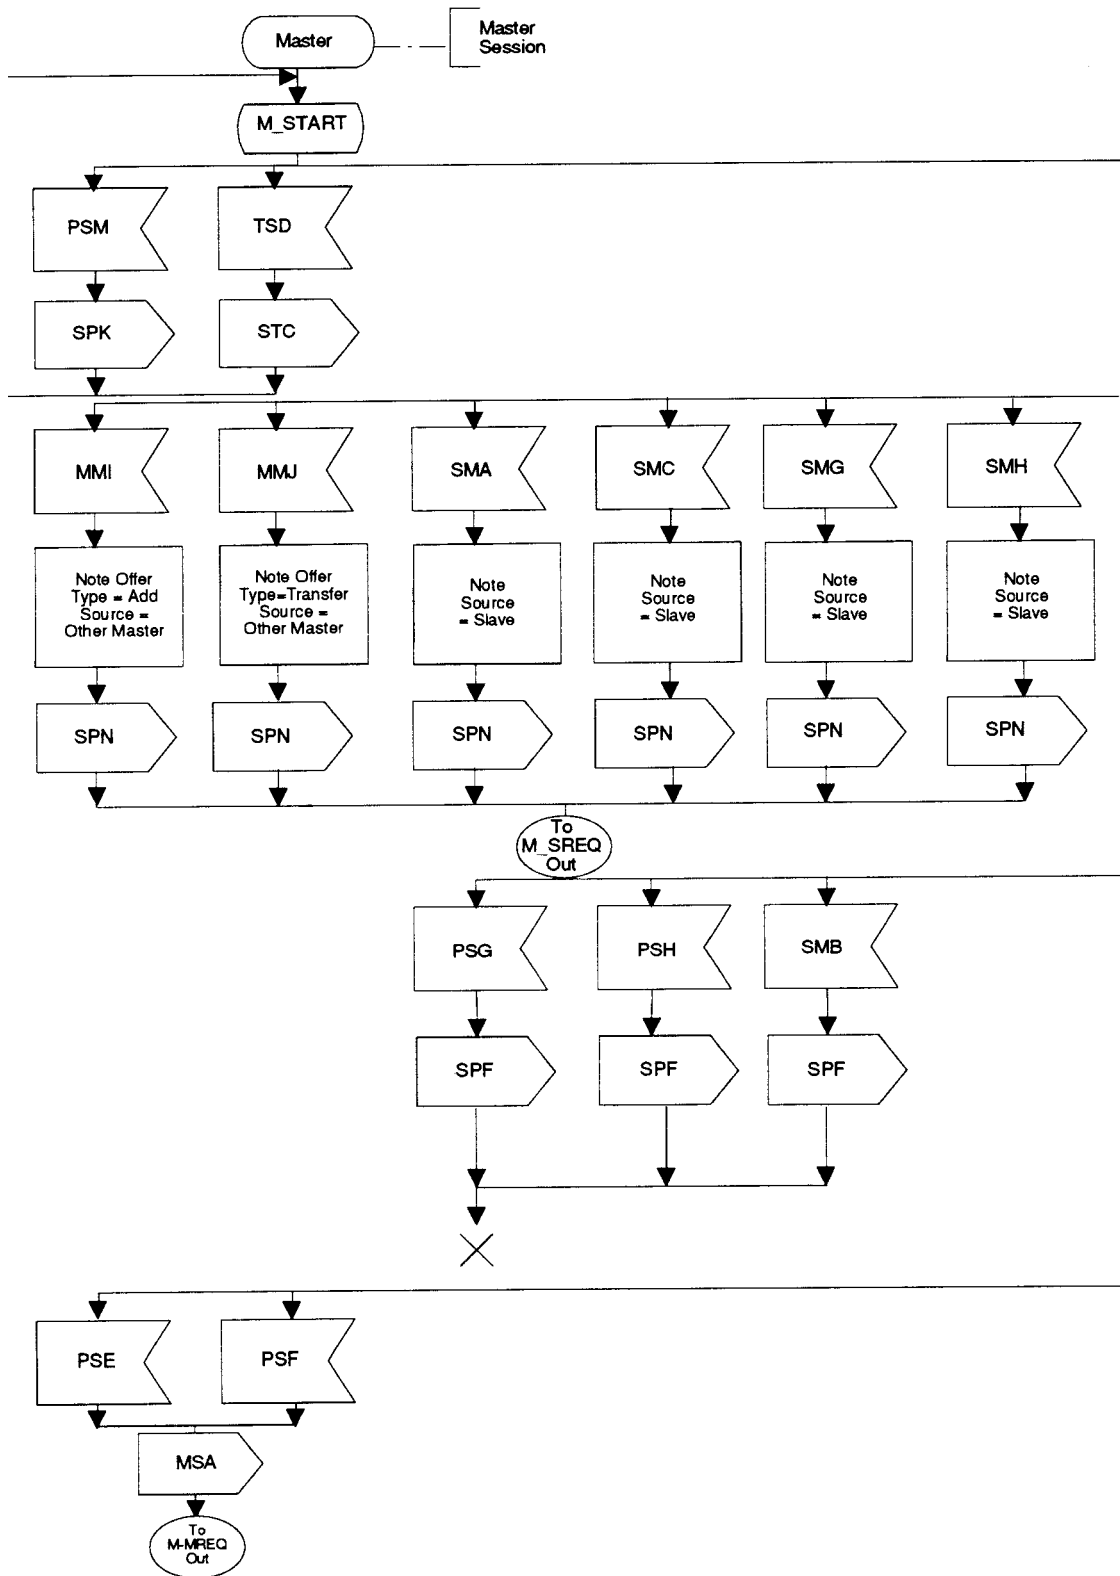 Master
Master
Session
M_START
PSM
TSD
SPK
STC
MMI
MMJ
SMA
SMC
SMG
SMH
Note Offer
Type = Add
Source =
Other Master
Note Offer
Type=Transfer
Source =
Other Master
Note
Source
= Slave
Note
Source
= Slave
Note
Source
= Slave
Note
Source
= Slave
SPN
SPN
SPN
SPN
SPN
SPN
To
M_SREQ
Out
PSG
PSH
SMB
SPF
SPF
SPF
PSE
PSF
MSA
To
M-MREQ
Out